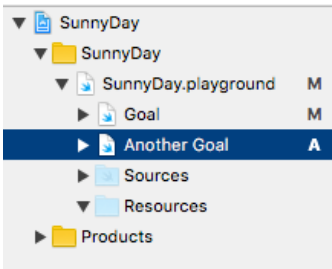 SunnyDay
SunnyDay
SunnyDay.playground M
Goal M
Another Goal A
Sources
Resources
Products